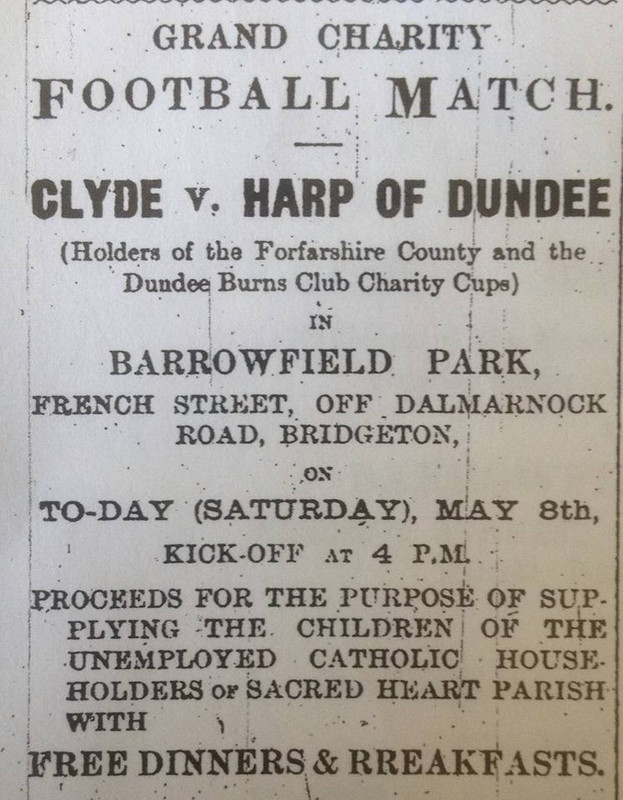 GRAND CHARITY
FOOTBALL MATCH.
CLYDE v. HARP OF DUNDEE
(Holders of the Forfarshire County and the
Dundee Burns Club Charity Cups)
IN
BARROWFIELD PARK,
FRENCH STREET, OFF DALMARNOCK
ROAD, BRIDGETON,
ON
TO-DAY (SATURDAY), MAY 8th,
KICK-OFF AT 4 P.M.
PROCEEDS FOR THE PURPOSE OF SUP-
PLYING THE CHILDREN OF THE
UNEMPLOYED CATHOLIC HOUSE-
HOLDERS OF SACRED HEART PARISH
WITH
FREE DINNERS & RREAKFASTS.